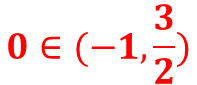 0 ∈ (−1, 3/2)